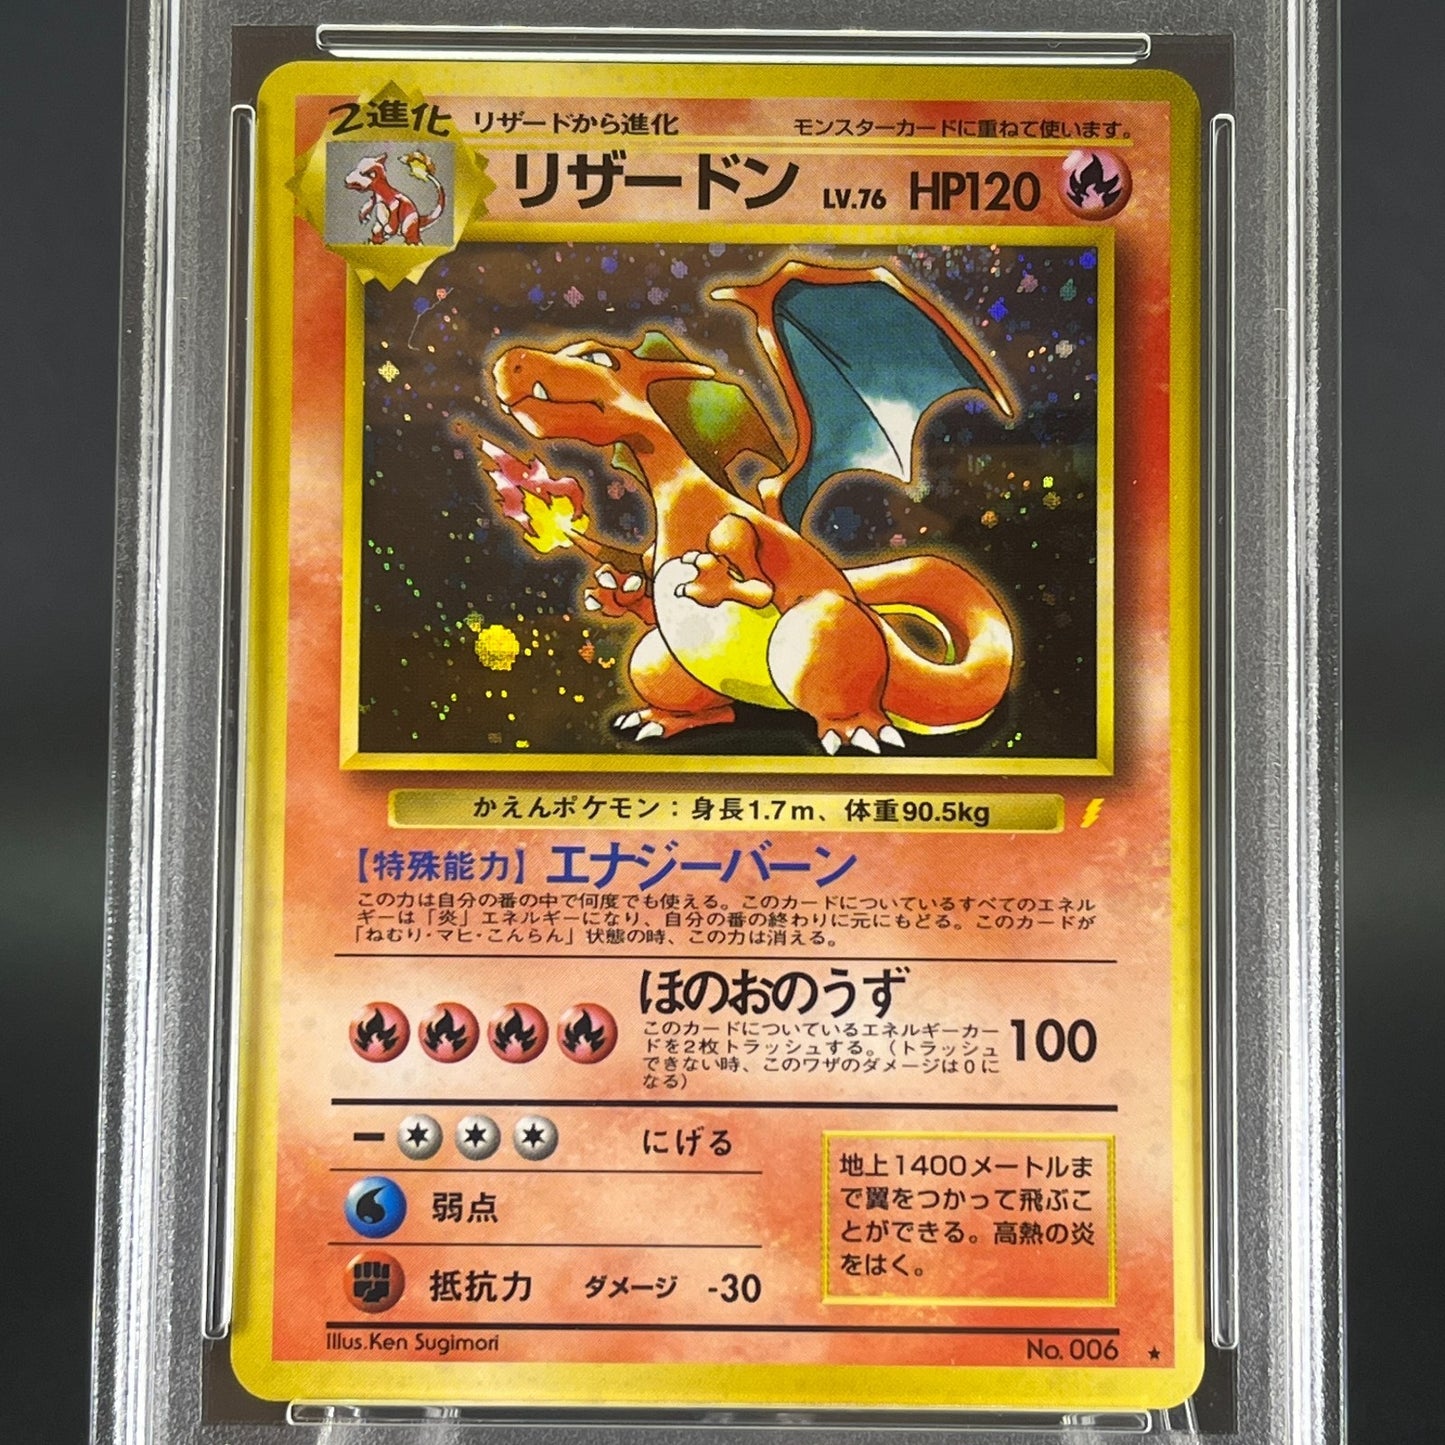 2進化 リザードから進化 モンスターカードに重ねて使います。
リザードン LV.76 HP120
かえんポケモン：身長1.7m、体重90.5kg
【特殊能力】エナジーバーン
この力は自分の番の中で何度でも使える。このカードについているすべてのエネル
ギーは「炎」エネルギーになり、自分の番の終わりに元にもどる。このカードが
「ねむり・マヒ・こんらん」状態の時、この力は消える。
ほのおのうず
このカードについているエネルギーカー
ドを2枚トラッシュする。（トラッシュ
できない時、このワザのダメージは0に
なる）
100
にげる
弱点
抵抗力 ダメージ -30
地上1400メートルま
で翼をつかって飛ぶこ
とができる。高熱の炎
をはく。
Illus.Ken Sugimori No. 006 ★